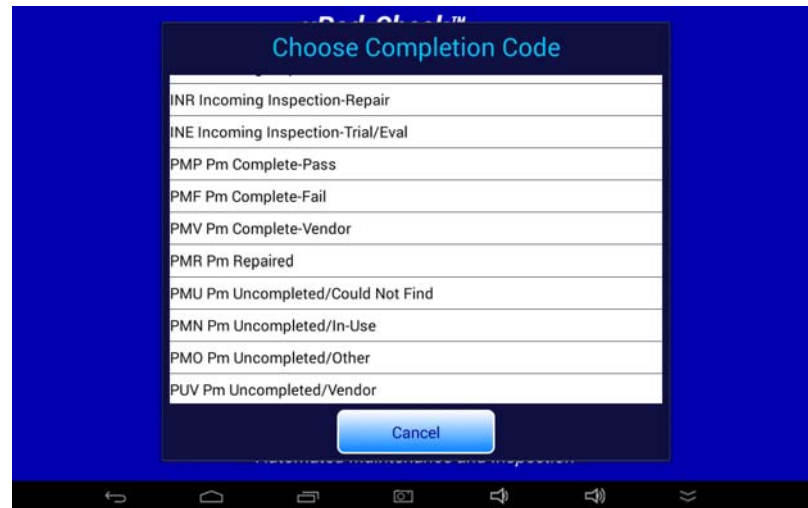 Choose Completion Code
INR Incoming Inspection-Repair
INE Incoming Inspection-Trial/Eval
PMP Pm Complete-Pass
PMF Pm Complete-Fail
PMV Pm Complete-Vendor
PMR Pm Repaired
PMU Pm Uncompleted/Could Not Find
PMN Pm Uncompleted/In-Use
PMO Pm Uncompleted/Other
PUV Pm Uncompleted/Vendor
Cancel